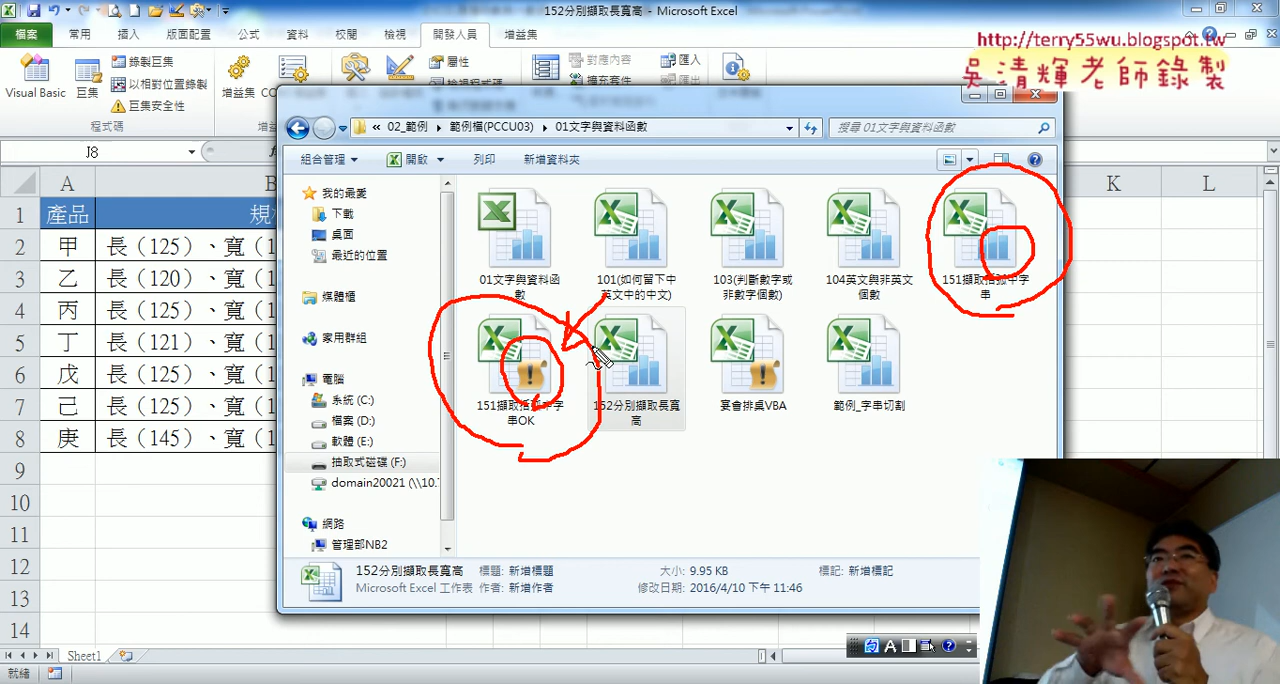 152分別擷取長寬高 - Microsoft Excel
檔案 常用 插入 版面配置 公式 資料 校閱 檢視 開發人員 增益集
http://terry55wu.blogspot.tw
吳清輝老師錄製
Visual Basic 巨集 錄製巨集
以相對位置錄製
巨集安全性
程式碼
增益集
屬性
對應內容
擴充套件
匯入
匯出
J8
« 02_範例 範例檔(PCCU03) 01文字與資料函數
搜尋 01文字與資料函數
組合管理 開啟 列印 新增資料夾
A B K L
1 產品
2 甲 長（125）、寬（1
3 乙 長（120）、寬（1
4 丙 長（110）、寬（1
5 丁 長（121）、寬（1
6 戊 長（125）、寬（1
7 己 長（125）、寬（1
8 庚 長（145）、寬（1
9
10
11
12
13
14
我的最愛
下載
桌面
最近的位置
媒體櫃
家用群組
電腦
系統 (C:)
檔案 (D:)
軟體 (E:)
抽取式磁碟 (F:)
domain20021 (\\10.
網路
管理部NB2
01文字與資料函
數
101(如何留下中
英文中的中文)
103(判斷數字或
非數字個數)
104英文與非英文
個數
151擷取括弧中字
串
151擷取括弧中字
串OK
152分別擷取長寬
高
宴會排桌VBA
範例_字串切割
152分別擷取長寬高 標題: 新增標題 大小: 9.95 KB 標記: 新增標記
Microsoft Excel 工作表 作者: 新增作者 修改日期: 2016/4/10 下午 11:46
Sheet1
就緒